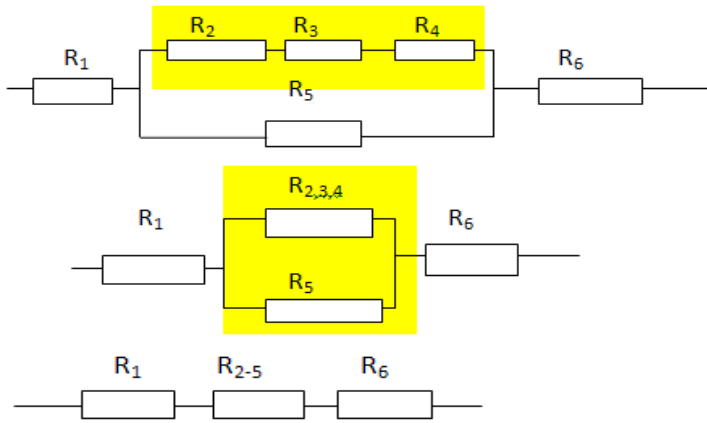 R₂ R₃ R₄
R₁ R₆
R₅
R₂,₃,₄
R₁ R₆
R₅
R₁ R₂₋₅ R₆